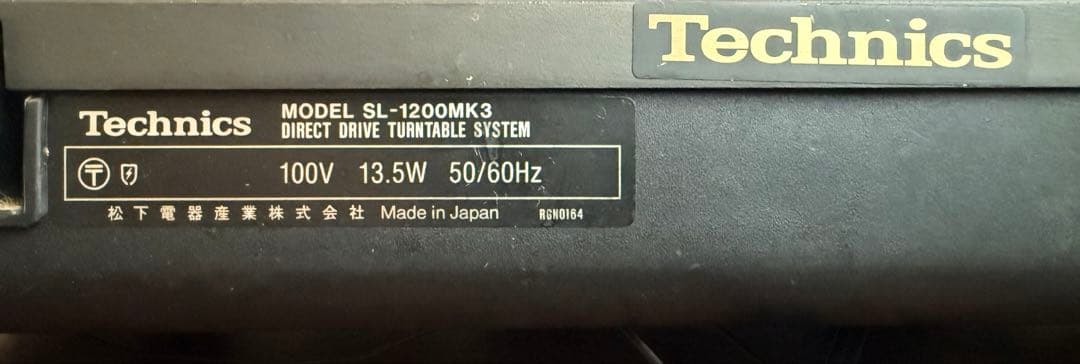 Technics
Technics
MODEL SL-1200MK3
DIRECT DRIVE TURNTABLE SYSTEM
100V 13.5W 50/60Hz
松下電器産業株式会社 Made in Japan RGN0164